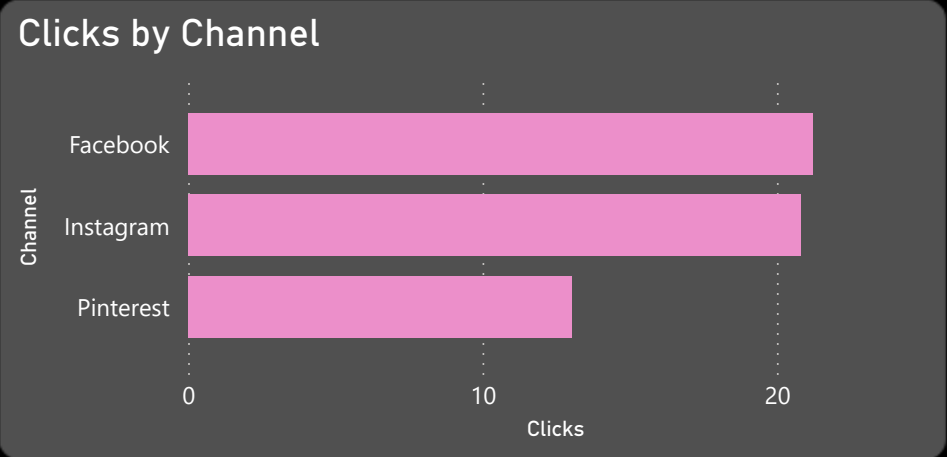 Clicks by Channel
Channel
Facebook
Instagram
Pinterest
0 10 20
Clicks